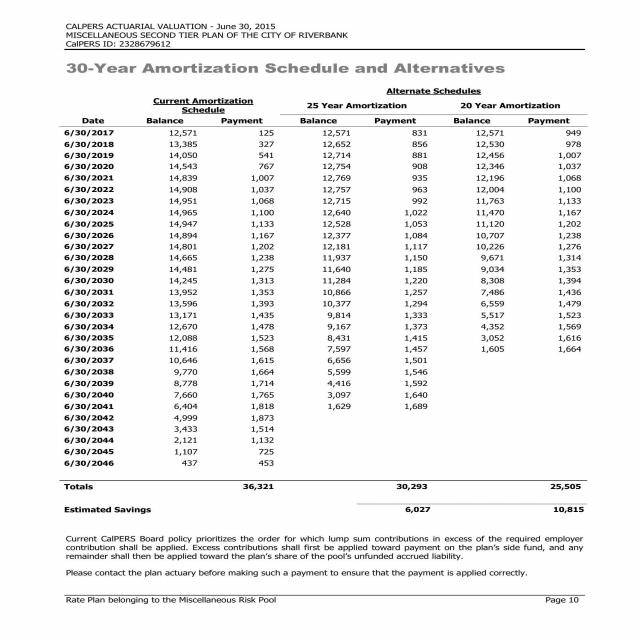 CALPERS ACTUARIAL VALUATION - June 30, 2015
MISCELLANEOUS SECOND TIER PLAN OF THE CITY OF RIVERBANK
CalPERS ID: 2328679612
30-Year Amortization Schedule and Alternatives
Alternate Schedules
Current Amortization Schedule 25 Year Amortization 20 Year Amortization
Date Balance Payment Balance Payment Balance Payment
6/30/2017 12,571 125 12,571 831 12,571 949
6/30/2018 13,385 327 12,652 856 12,530 978
6/30/2019 14,050 541 12,714 881 12,456 1,007
6/30/2020 14,543 767 12,754 908 12,346 1,037
6/30/2021 14,839 1,007 12,769 935 12,196 1,068
6/30/2022 14,908 1,037 12,757 963 12,004 1,100
6/30/2023 14,951 1,068 12,715 992 11,763 1,133
6/30/2024 14,965 1,100 12,640 1,022 11,470 1,167
6/30/2025 14,947 1,133 12,528 1,053 11,120 1,202
6/30/2026 14,894 1,167 12,377 1,084 10,707 1,238
6/30/2027 14,801 1,202 12,181 1,117 10,226 1,276
6/30/2028 14,665 1,238 11,937 1,150 9,671 1,314
6/30/2029 14,481 1,275 11,640 1,185 9,034 1,353
6/30/2030 14,245 1,313 11,284 1,220 8,308 1,394
6/30/2031 13,952 1,353 10,866 1,257 7,486 1,436
6/30/2032 13,596 1,393 10,377 1,294 6,559 1,479
6/30/2033 13,171 1,435 9,814 1,333 5,517 1,523
6/30/2034 12,670 1,478 9,167 1,373 4,352 1,569
6/30/2035 12,088 1,523 8,431 1,415 3,052 1,616
6/30/2036 11,416 1,568 7,597 1,457 1,605 1,664
6/30/2037 10,646 1,615 6,656 1,501
6/30/2038 9,770 1,664 5,599 1,546
6/30/2039 8,778 1,714 4,416 1,592
6/30/2040 7,660 1,765 3,097 1,640
6/30/2041 6,404 1,818 1,629 1,689
6/30/2042 4,999 1,873
6/30/2043 3,433 1,514
6/30/2044 2,121 1,132
6/30/2045 1,107 725
6/30/2046 437 453
Totals 36,321 30,293 25,505
Estimated Savings 6,027 10,815
Current CalPERS Board policy prioritizes the order for which lump sum contributions in excess of the required employer
contribution shall be applied. Excess contributions shall first be applied toward payment on the plan's side fund, and any
remainder shall then be applied toward the plan's share of the pool's unfunded accrued liability.
Please contact the plan actuary before making such a payment to ensure that the payment is applied correctly.
Rate Plan belonging to the Miscellaneous Risk Pool Page 10